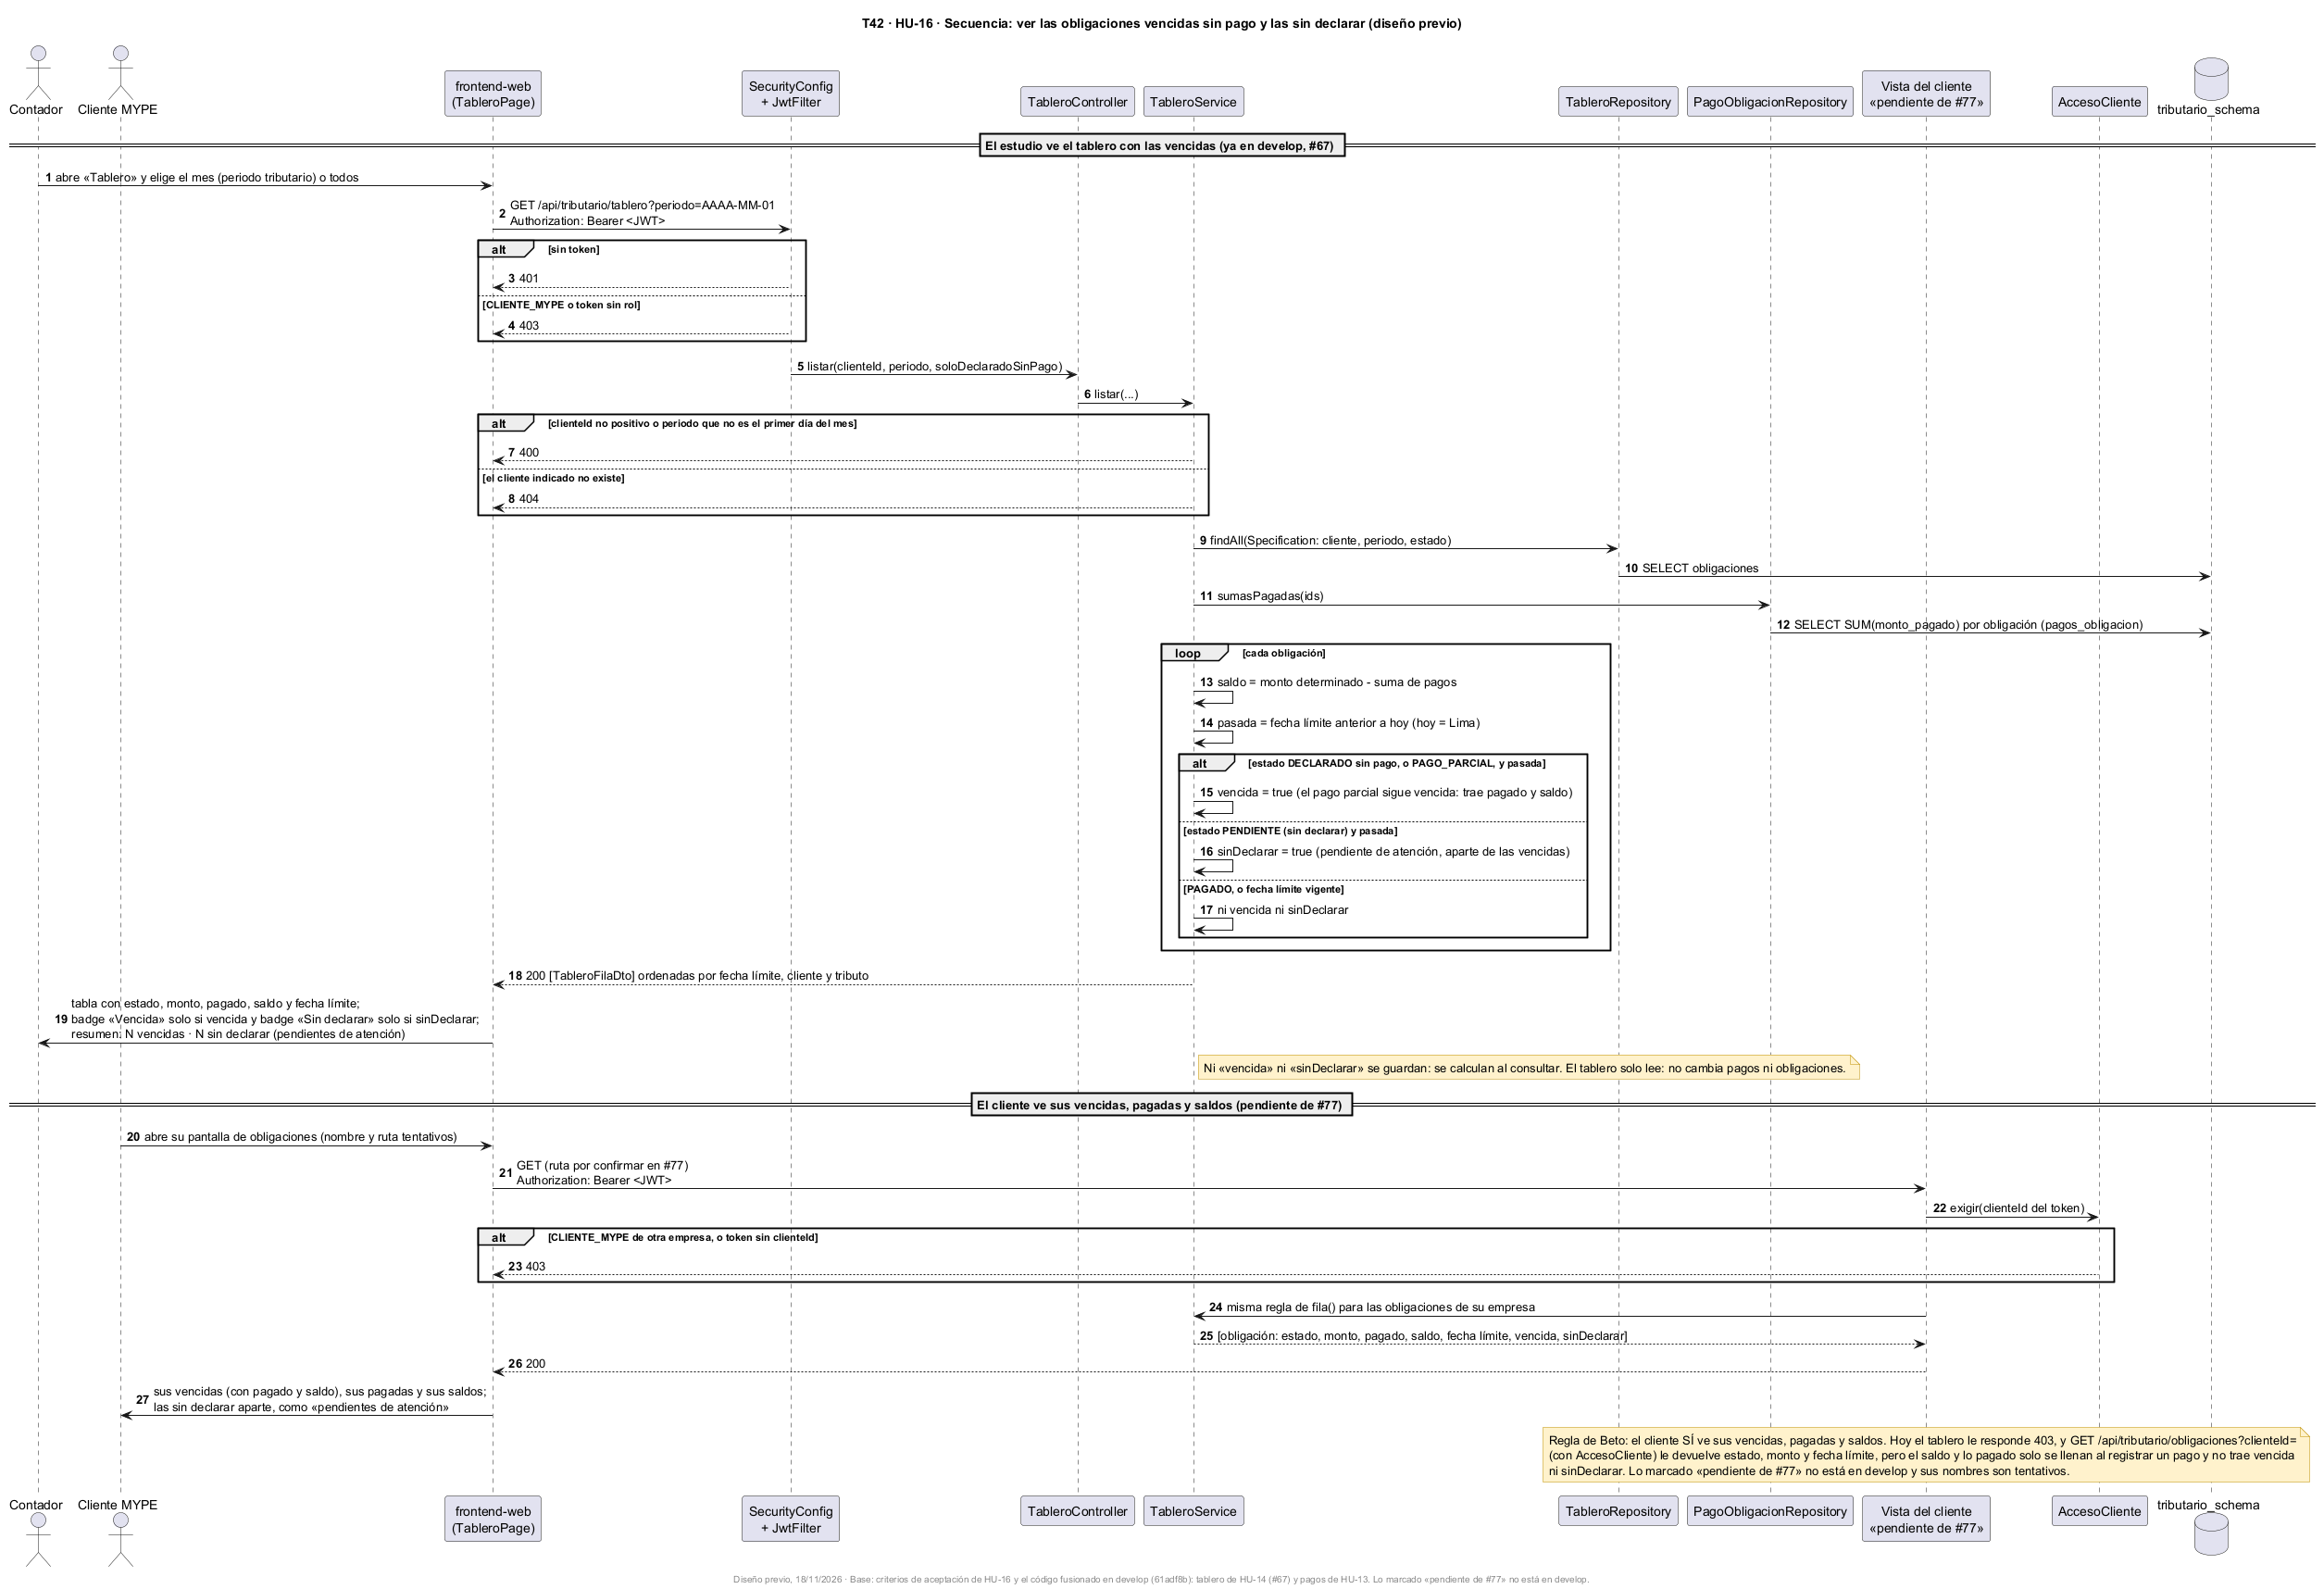 T42 · HU-16 · Secuencia: ver las obligaciones vencidas sin pago y las sin declarar (diseño previo)
Contador
Cliente MYPE
frontend-web
(TableroPage)
SecurityConfig
+ JwtFilter
TableroController
TableroService
TableroRepository
PagoObligacionRepository
Vista del cliente
«pendiente de #77»
AccesoCliente
tributario_schema
El estudio ve el tablero con las vencidas (ya en develop, #67)
1 abre «Tablero» y elige el mes (periodo tributario) o todos
2 GET /api/tributario/tablero?periodo=AAAA-MM-01
Authorization: Bearer <JWT>
alt [sin token]
3 401
[CLIENTE_MYPE o token sin rol]
4 403
5 listar(clienteId, periodo, soloDeclaradoSinPago)
6 listar(...)
alt [clienteId no positivo o periodo que no es el primer día del mes]
7 400
[el cliente indicado no existe]
8 404
9 findAll(Specification: cliente, periodo, estado)
10 SELECT obligaciones
11 sumasPagadas(ids)
12 SELECT SUM(monto_pagado) por obligación (pagos_obligacion)
loop [cada obligación]
13 saldo = monto determinado - suma de pagos
14 pasada = fecha límite anterior a hoy (hoy = Lima)
alt [estado DECLARADO sin pago, o PAGO_PARCIAL, y pasada]
15 vencida = true (el pago parcial sigue vencida: trae pagado y saldo)
[estado PENDIENTE (sin declarar) y pasada]
16 sinDeclarar = true (pendiente de atención, aparte de las vencidas)
[PAGADO, o fecha límite vigente]
17 ni vencida ni sinDeclarar
18 200 [TableroFilaDto] ordenadas por fecha límite, cliente y tributo
tabla con estado, monto, pagado, saldo y fecha límite;
19 badge «Vencida» solo si vencida y badge «Sin declarar» solo si sinDeclarar;
resumen: N vencidas · N sin declarar (pendientes de atención)
Ni «vencida» ni «sinDeclarar» se guardan: se calculan al consultar. El tablero solo lee: no cambia pagos ni obligaciones.
El cliente ve sus vencidas, pagadas y saldos (pendiente de #77)
20 abre su pantalla de obligaciones (nombre y ruta tentativos)
21 GET (ruta por confirmar en #77)
Authorization: Bearer <JWT>
22 exigir(clienteId del token)
alt [CLIENTE_MYPE de otra empresa, o token sin clienteId]
23 403
24 misma regla de fila() para las obligaciones de su empresa
25 [obligación: estado, monto, pagado, saldo, fecha límite, vencida, sinDeclarar]
26 200
27 sus vencidas (con pagado y saldo), sus pagadas y sus saldos;
las sin declarar aparte, como «pendientes de atención»
Regla de Beto: el cliente SÍ ve sus vencidas, pagadas y saldos. Hoy el tablero le responde 403, y GET /api/tributario/obligaciones?clienteId=
(con AccesoCliente) le devuelve estado, monto y fecha límite, pero el saldo y lo pagado solo se llenan al registrar un pago y no trae vencida
ni sinDeclarar. Lo marcado «pendiente de #77» no está en develop y sus nombres son tentativos.
Contador
Cliente MYPE
frontend-web
(TableroPage)
SecurityConfig
+ JwtFilter
TableroController
TableroService
TableroRepository
PagoObligacionRepository
Vista del cliente
«pendiente de #77»
AccesoCliente
tributario_schema
Diseño previo, 18/11/2026 · Base: criterios de aceptación de HU-16 y el código fusionado en develop (61adf8b): tablero de HU-14 (#67) y pagos de HU-13. Lo marcado «pendiente de #77» no está en develop.